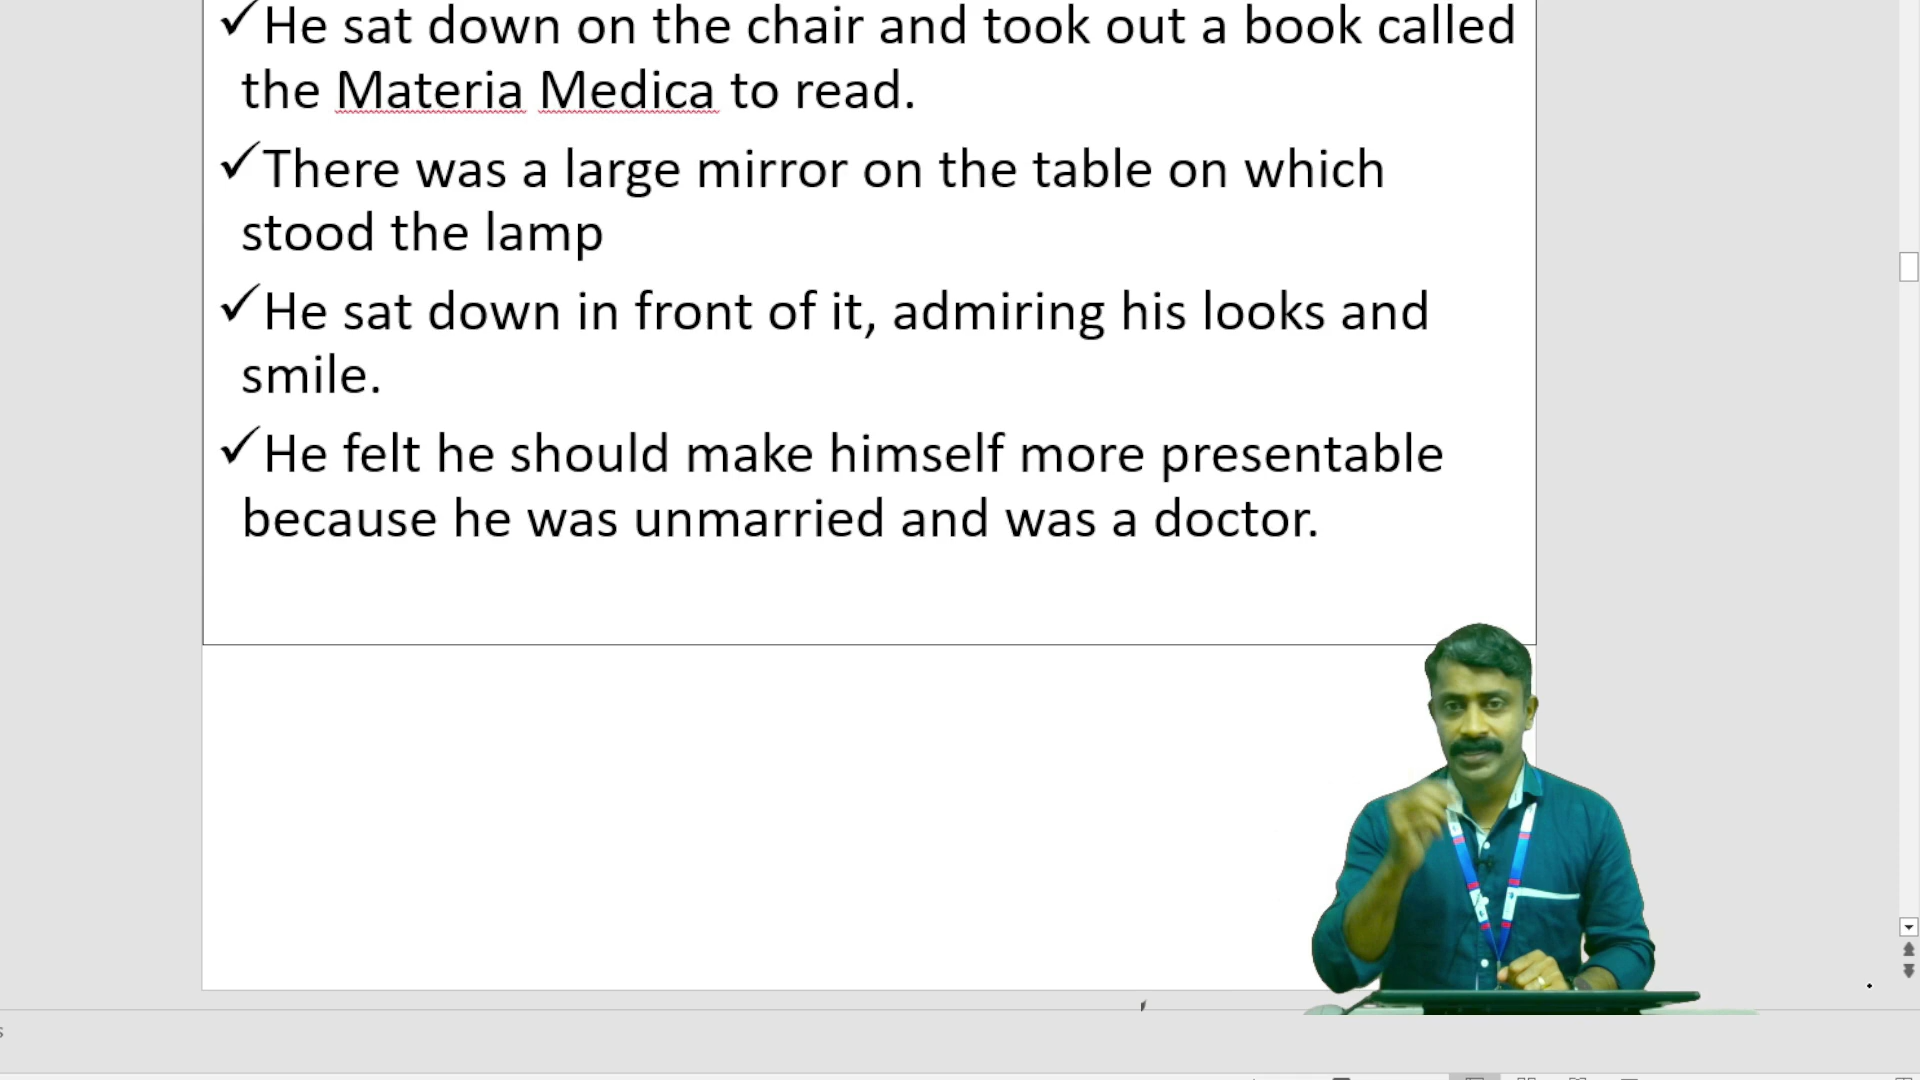 ✓He sat down on the chair and took out a book called
the Materia Medica to read.
✓There was a large mirror on the table on which
stood the lamp
✓He sat down in front of it, admiring his looks and
smile.
✓He felt he should make himself more presentable
because he was unmarried and was a doctor.